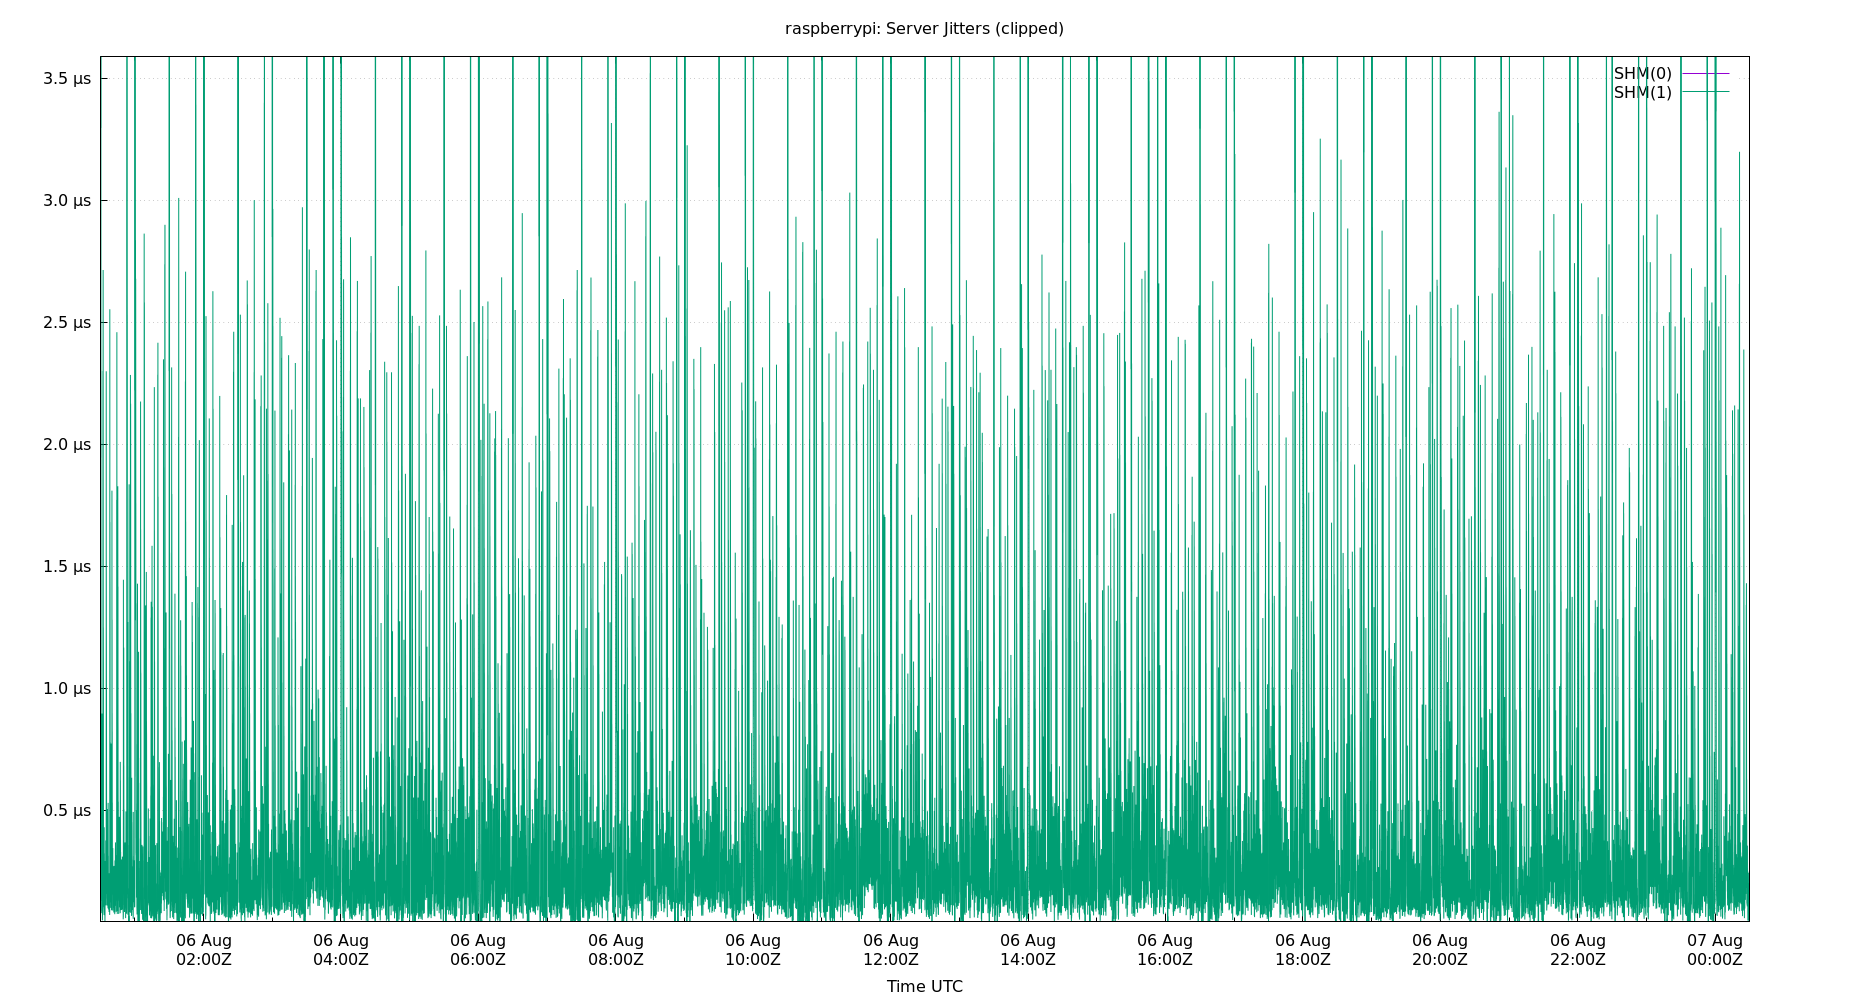 raspberrypi: Server Jitters (clipped)
SHM(0)
SHM(1)
3.5 µs
3.0 µs
2.5 µs
2.0 µs
1.5 µs
1.0 µs
0.5 µs
06 Aug 06 Aug 06 Aug 06 Aug 06 Aug 06 Aug 06 Aug 06 Aug 06 Aug 06 Aug 06 Aug 07 Aug
02:00Z 04:00Z 06:00Z 08:00Z 10:00Z 12:00Z 14:00Z 16:00Z 18:00Z 20:00Z 22:00Z 00:00Z
Time UTC